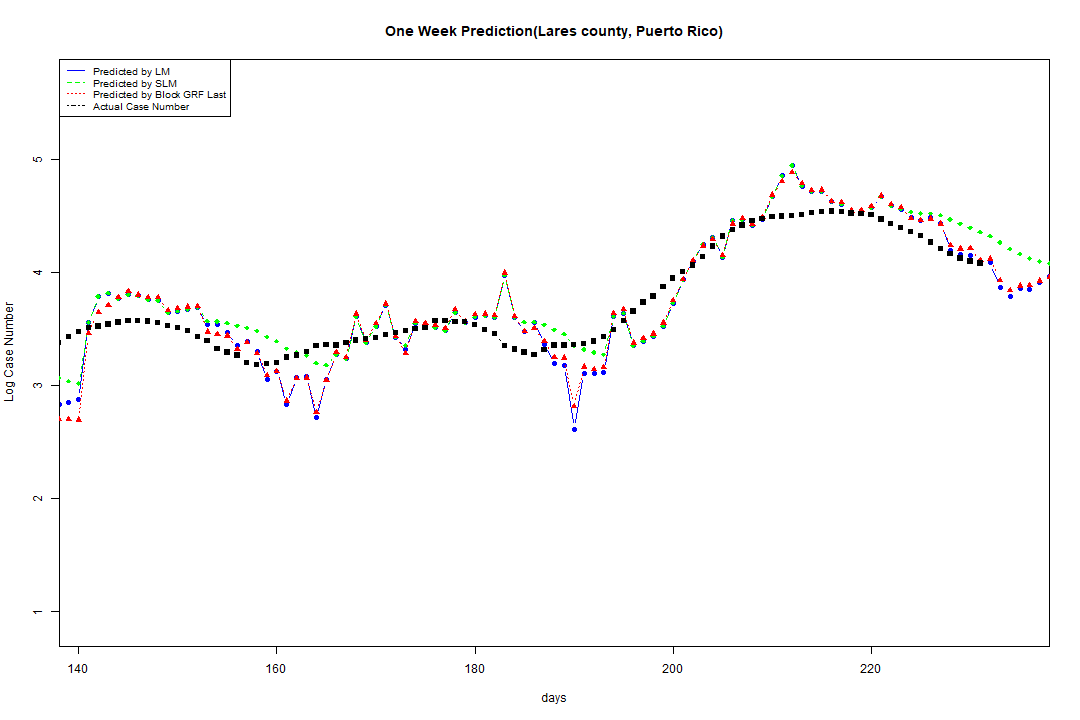 One Week Prediction(Lares county, Puerto Rico)
Predicted by LM
Predicted by SLM
Predicted by Block GRF Last
Actual Case Number
5
4
3
2
1
Log Case Number
140 160 180 200 220
days